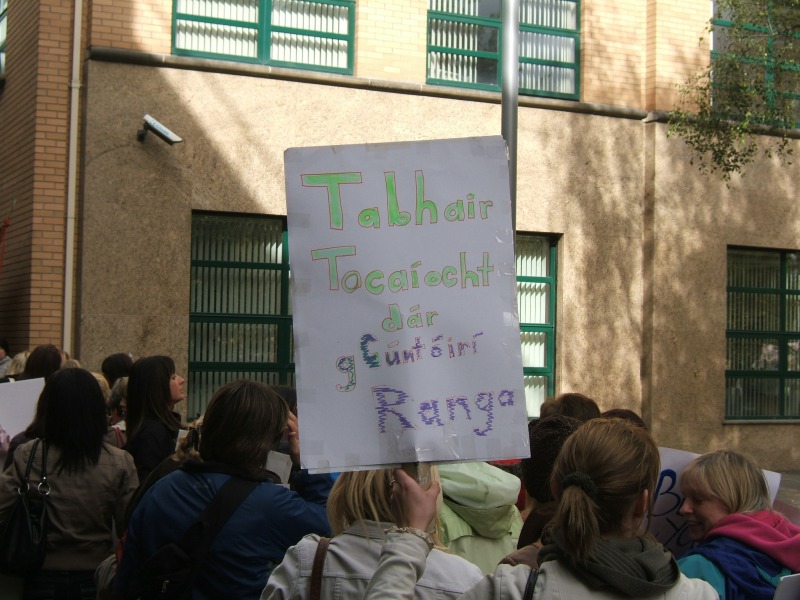 Tabhair
Tacaíocht
dár
gCúntóirí
Ranga